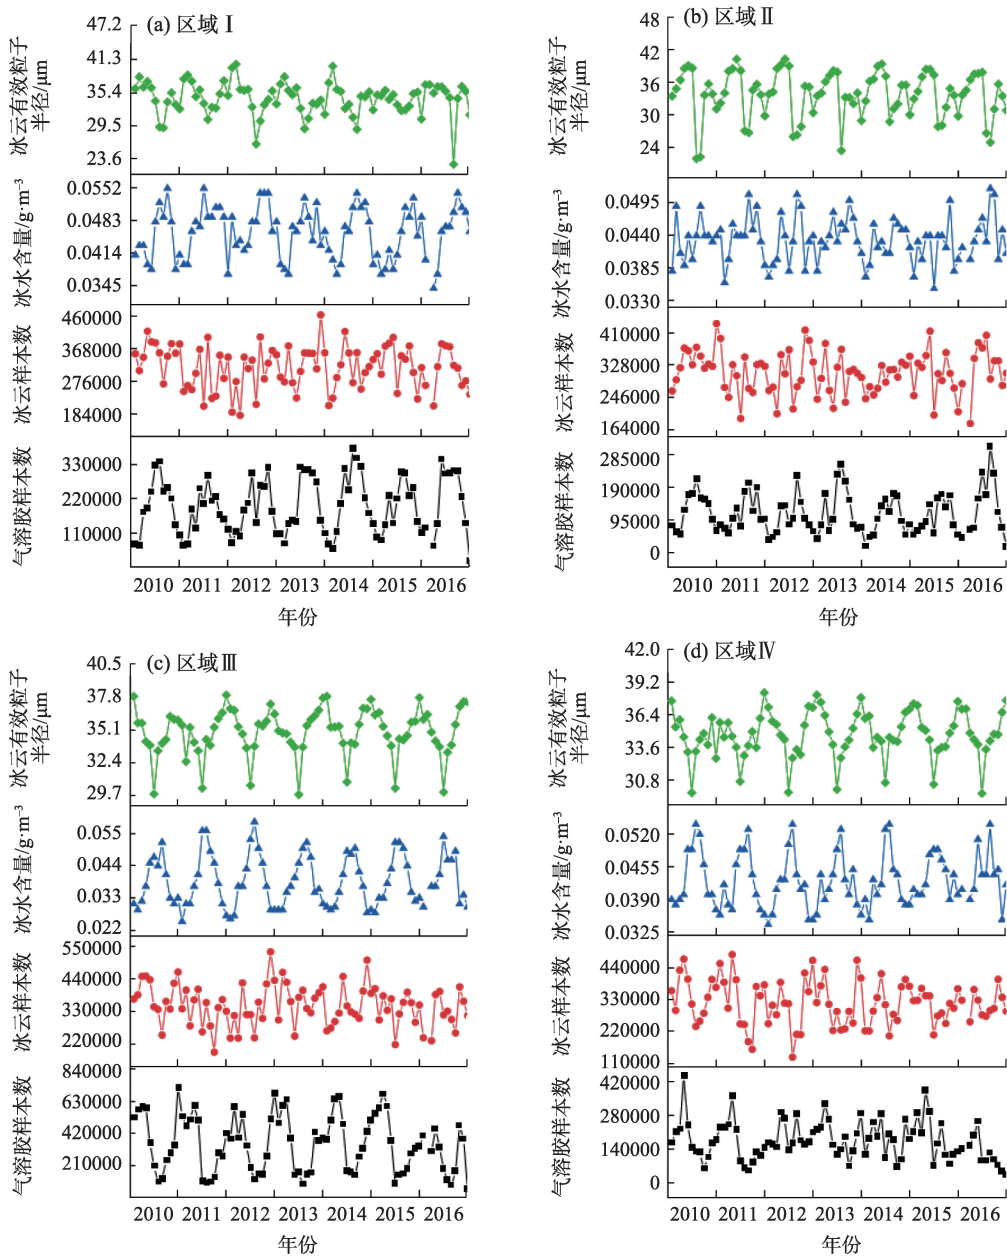 (a) 区域Ⅰ
冰云有效粒子
半径/μm
47.2
41.3
35.4
29.5
23.6
冰水含量/g·m⁻³
0.0552
0.0483
0.0414
0.0345
冰云样本数
460000
368000
276000
184000
气溶胶样本数
330000
220000
110000
2010 2011 2012 2013 2014 2015 2016
年份
(b) 区域Ⅱ
冰云有效粒子
半径/μm
48
42
36
30
24
冰水含量/g·m⁻³
0.0495
0.0440
0.0385
0.0330
冰云样本数
410000
328000
246000
164000
气溶胶样本数
285000
190000
95000
0
2010 2011 2012 2013 2014 2015 2016
年份
(c) 区域Ⅲ
冰云有效粒子
半径/μm
40.5
37.8
35.1
32.4
29.7
冰水含量/g·m⁻³
0.055
0.044
0.033
0.022
冰云样本数
550000
440000
330000
220000
气溶胶样本数
840000
630000
420000
210000
2010 2011 2012 2013 2014 2015 2016
年份
(d) 区域Ⅳ
冰云有效粒子
半径/μm
42.0
39.2
36.4
33.6
30.8
冰水含量/g·m⁻³
0.0520
0.0455
0.0390
0.0325
冰云样本数
440000
330000
220000
110000
气溶胶样本数
420000
280000
140000
0
2010 2011 2012 2013 2014 2015 2016
年份